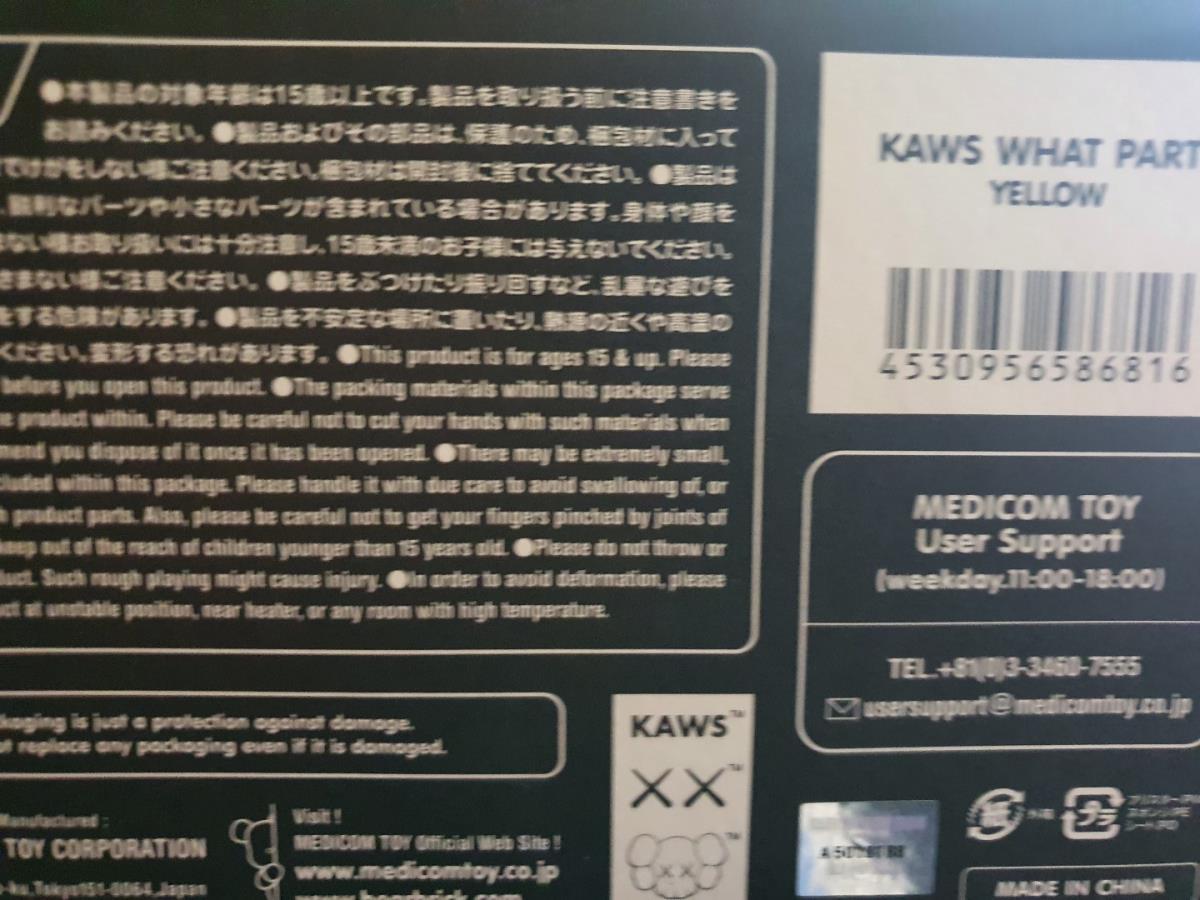 ●本製品の対象年齢は15歳以上です。製品を取り扱う前に注意書きを
お読みください。●製品およびその部品は、保護のため、梱包材に入って
でけがをしない様ご注意ください。梱包材は開封後に捨ててください。●製品は
鋭利なパーツや小さなパーツが含まれている場合があります。身体や顔を
ない様お取り扱いには十分注意し、15歳未満のお子様には与えないでください。
さまない様ご注意ください。●製品をぶつけたり振り回すなど、乱暴な遊びを
をする危険があります。●製品を不安定な場所に置いたり、熱源の近くや高温の
ください。変形する恐れがあります。●This product is for ages 15 & up. Please
before you open this product. ●The packing materials within this package serve
product within. Please be careful not to cut your hands with such materials when
mend you dispose of it once it has been opened. ●There may be extremely small,
cluded within this package. Please handle it with due care to avoid swallowing of, or
product parts. Also, please be careful not to get your fingers pinched by joints of
keep out of the reach of children younger than 15 years old. ●Please do not throw or
duct. Such rough playing might cause injury. ●In order to avoid deformation, please
ct at unstable position, near heater, or any room with high temperature.
kaging is just a protection against damage.
ot replace any packaging even if it is damaged.
Manufactured :
TOY CORPORATION
-ku,Tokyo151-0064,Japan
Visit !
MEDICOM TOY Official Web Site !
www.medicomtoy.co.jp
www.bearbrick.com
KAWS™
XX™
™
KAWS WHAT PART
YELLOW
4530956586816
MEDICOM TOY
User Support
(weekday.11:00-18:00)
TEL.+81(0)3-3460-7555
usersupport@medicomtoy.co.jp
紙
外箱
プラ
MADE IN CHINA